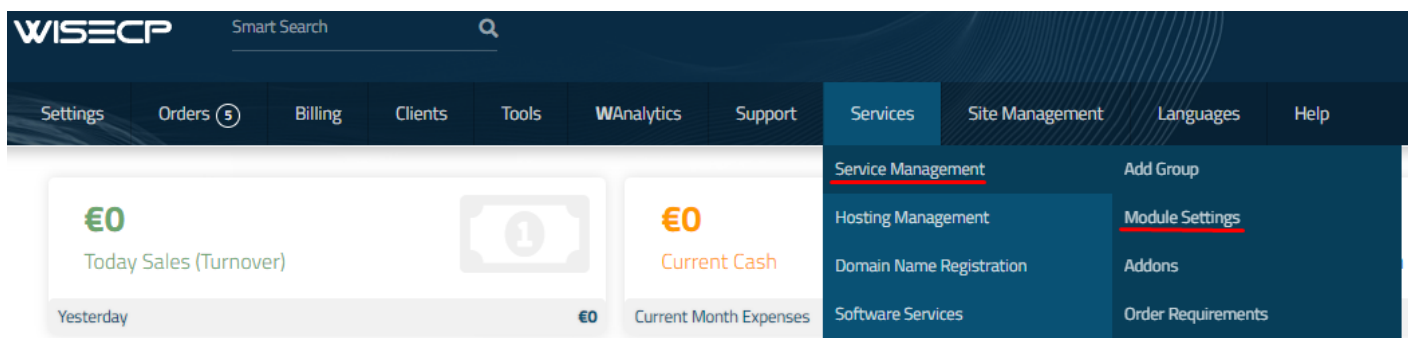 WISECP
Smart Search
Settings
Orders 5
Billing
Clients
Tools
WAnalytics
Support
Services
Site Management
Languages
Help
Service Management
Add Group
Hosting Management
Module Settings
Domain Name Registration
Addons
Software Services
Order Requirements
€0
Today Sales (Turnover)
1
Yesterday €0
€0
Current Cash
Current Month Expenses